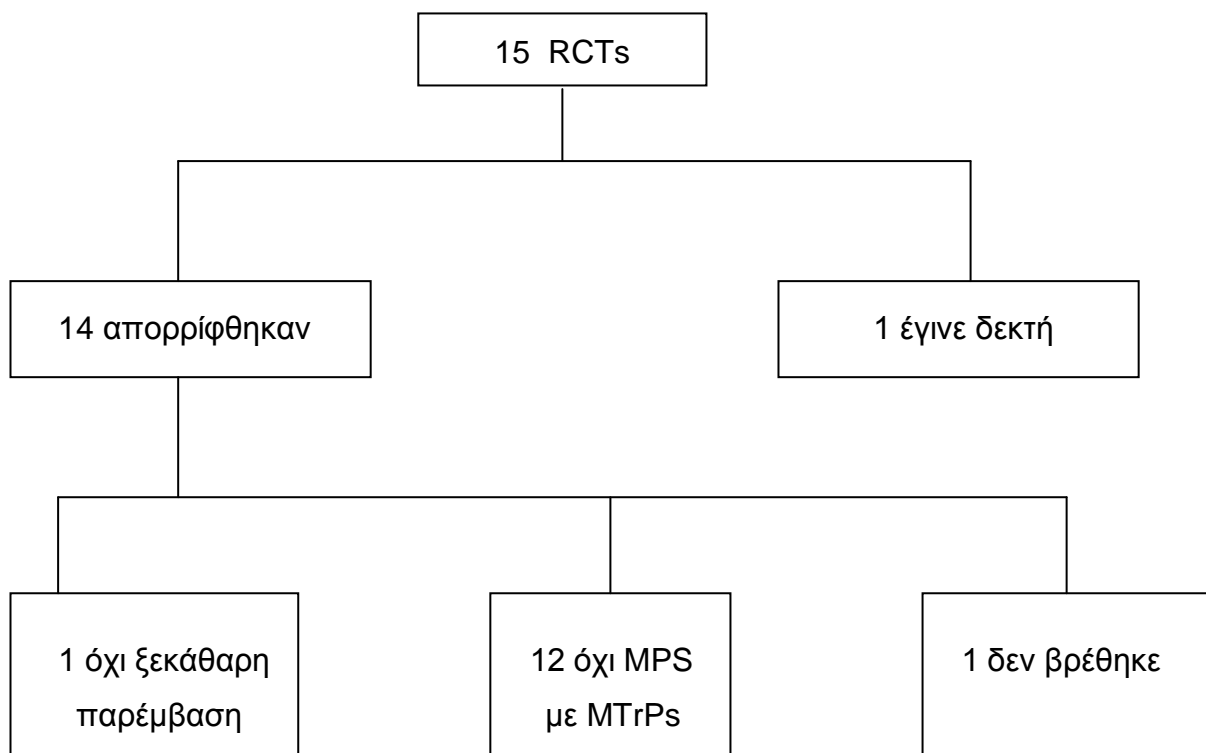 15 RCTs
14 απορρίφθηκαν
1 έγινε δεκτή
1 όχι ξεκάθαρη
παρέμβαση
12 όχι MPS
με MTrPs
1 δεν βρέθηκε